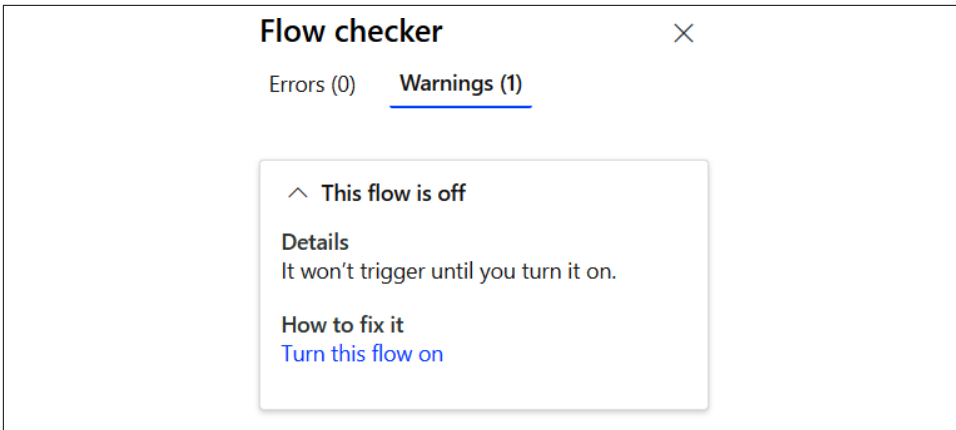 Flow checker
Errors (0) Warnings (1)
This flow is off
Details
It won’t trigger until you turn it on.
How to fix it
Turn this flow on